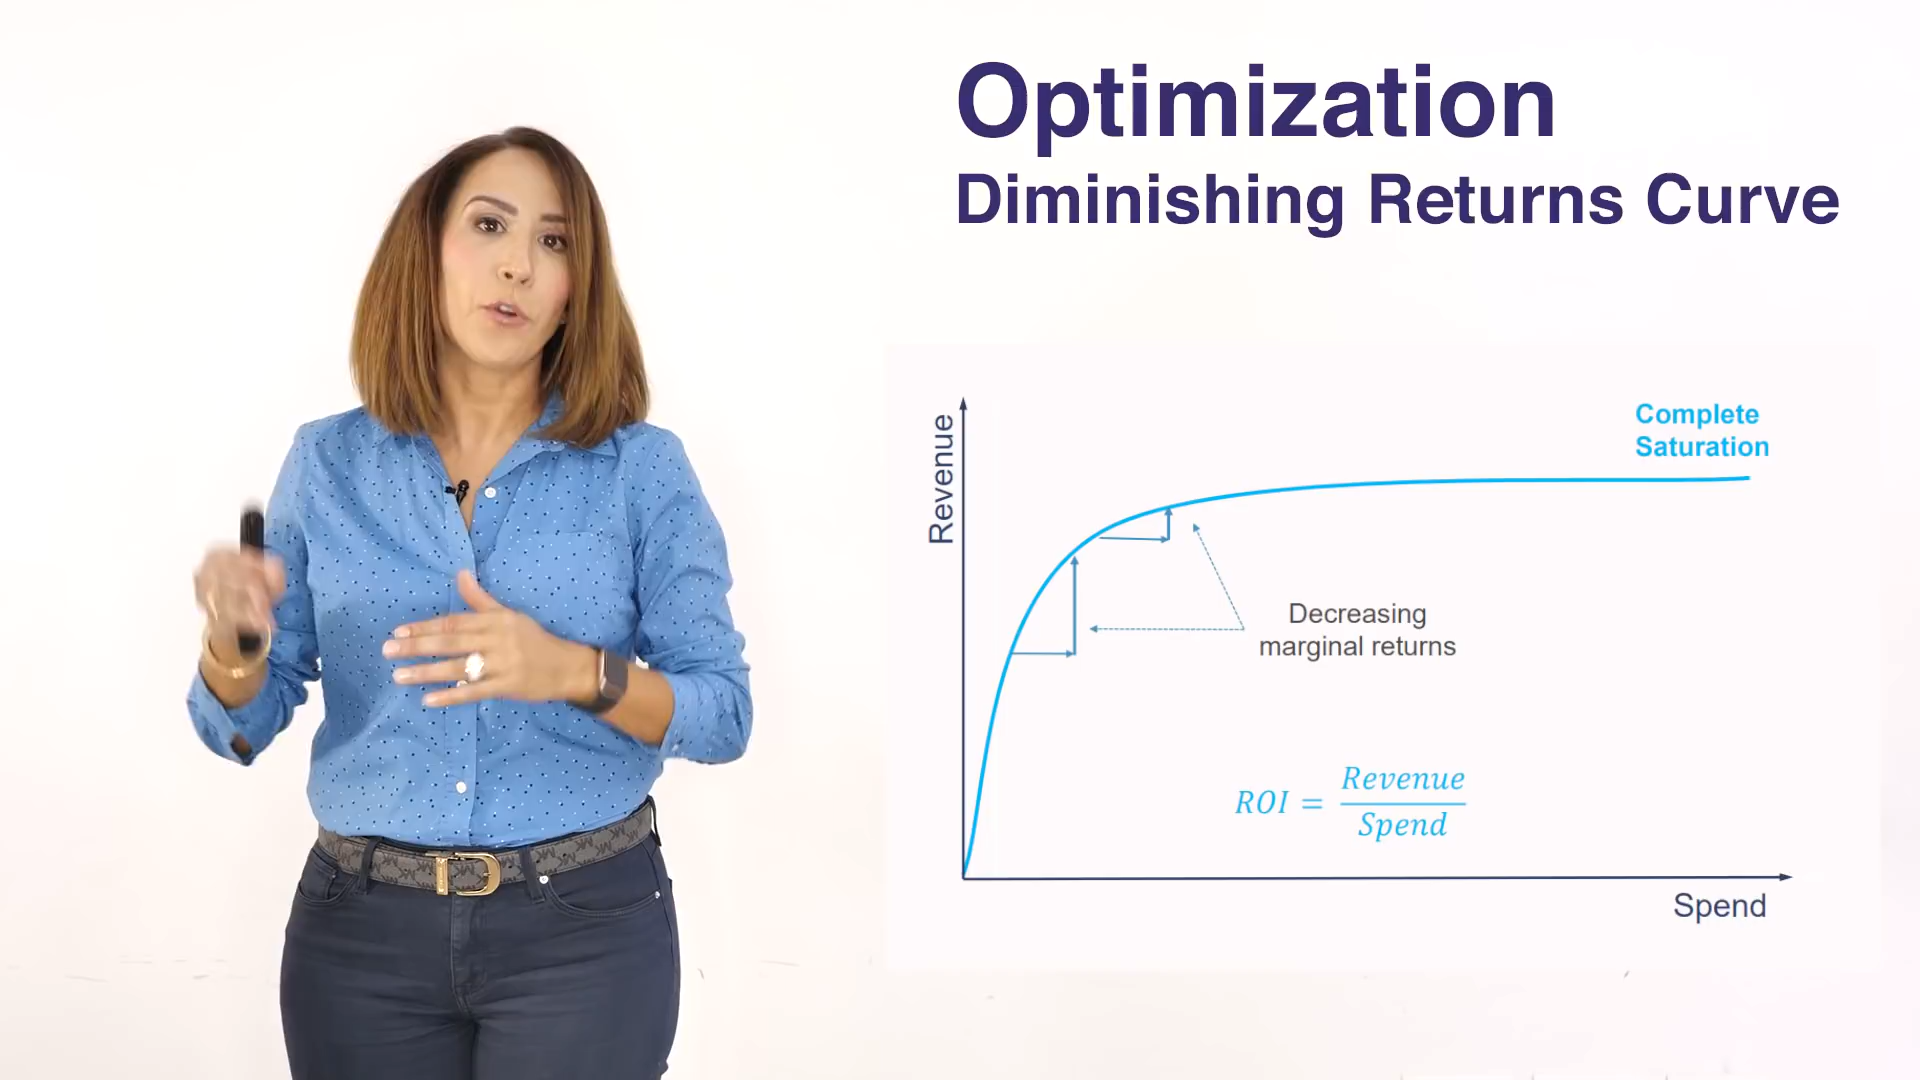 Optimization
Diminishing Returns Curve
Revenue
Complete
Saturation
Decreasing
marginal returns
ROI = Revenue / Spend
Spend